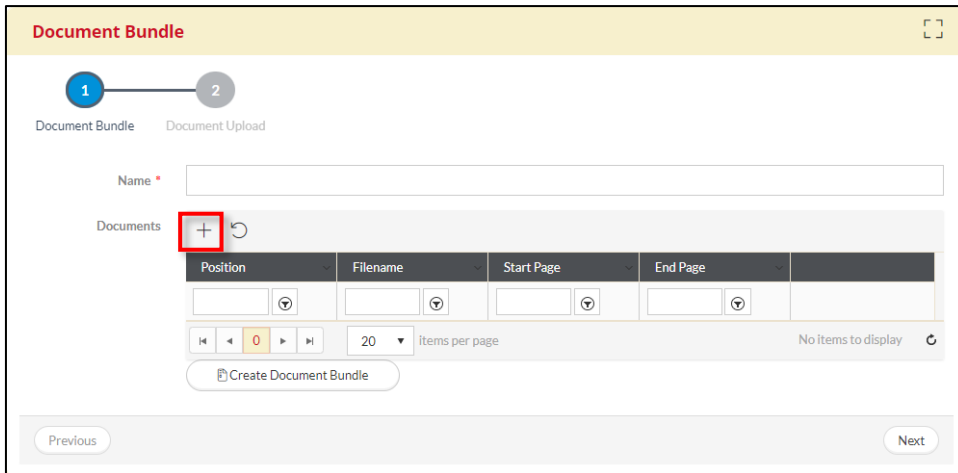 Document Bundle
1 2
Document Bundle Document Upload
Name *
Documents
Position Filename Start Page End Page
0 20 items per page No items to display
Create Document Bundle
Previous Next